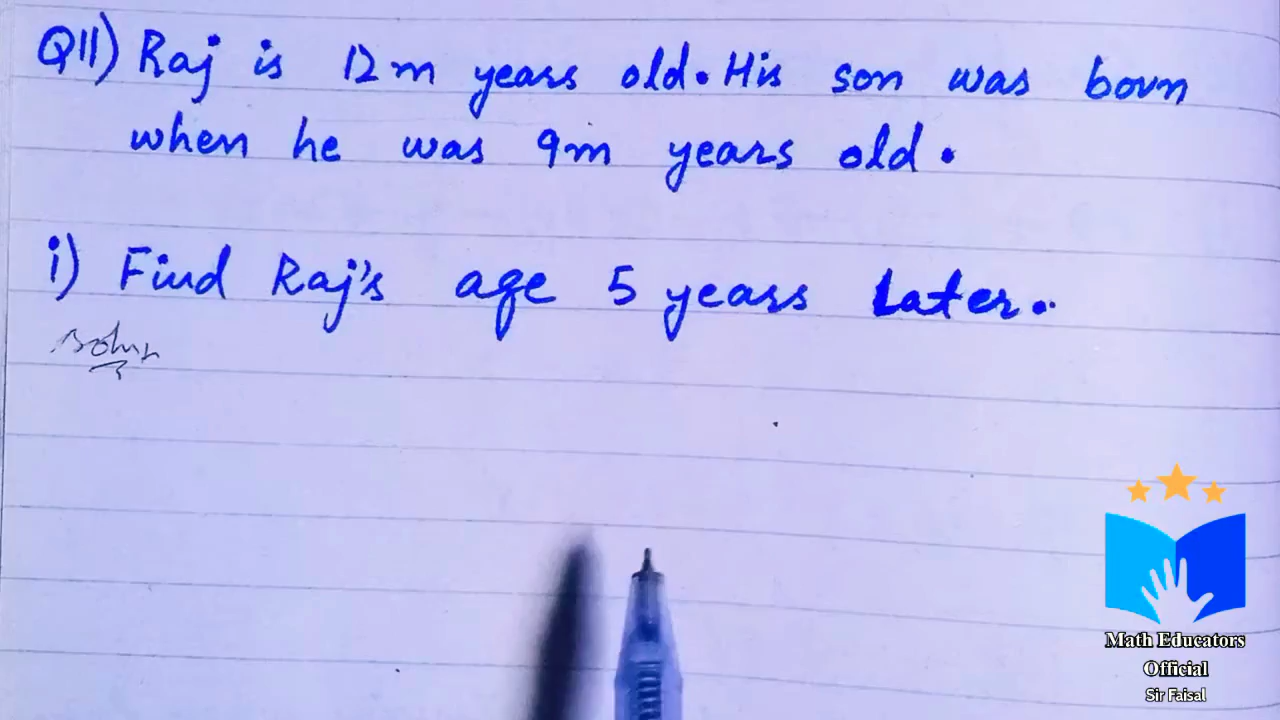 Q11) Raj is 12m years old. His son was born
when he was 9m years old.
i) Find Raj's age 5 years Later.
Math Educators
Official
Sir Faisal